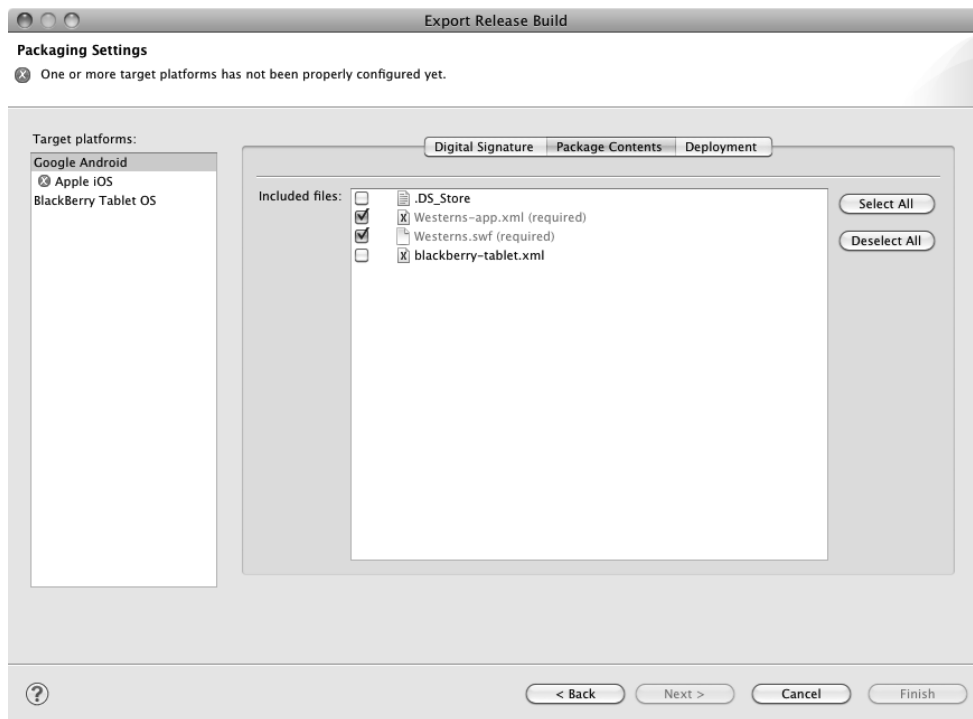 Export Release Build
Packaging Settings
One or more target platforms has not been properly configured yet.
Target platforms:
Google Android
Apple iOS
BlackBerry Tablet OS
Digital Signature Package Contents Deployment
Included files:
.DS_Store
Westerns-app.xml (required)
Westerns.swf (required)
blackberry-tablet.xml
Select All
Deselect All
?
< Back Next > Cancel Finish